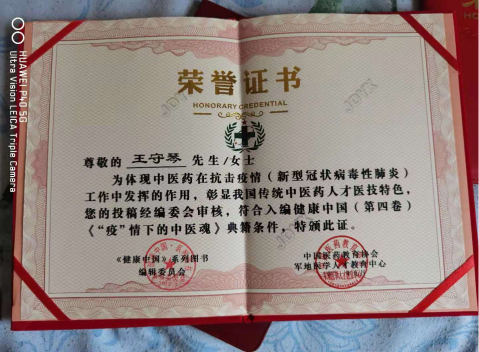 荣誉证书
HONORARY CREDENTIAL
尊敬的 王守琴 先生/女士
为体现中医药在抗击疫情（新型冠状病毒性肺炎）
工作中发挥的作用，彰显我国传统中医药人才医技特色，
您的投稿经编委会审核，符合入编健康中国（第四卷）
《“疫”情下的中医魂》典籍条件，特颁此证。
《健康中国》系列图书
编辑委员会
中国医药教育协会
军地医学人才教育中心
JDYX
JDYX
HUAWEI P40 5G
Ultra Vision LEICA Triple Camera